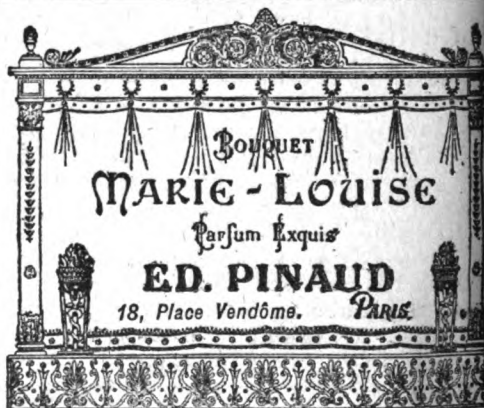 BOUQUET
MARIE-LOUISE
Parfum Exquis
ED. PINAUD
18, Place Vendôme. PARIS.